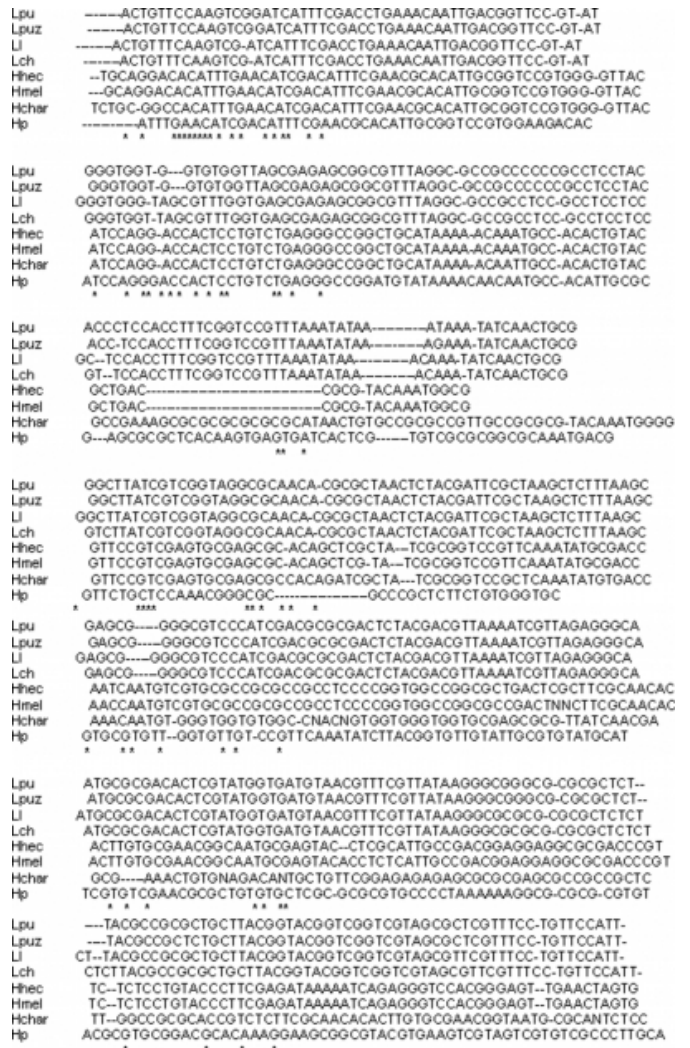 Lpu ------ACTGTTCCAAGTCGGATCATTTCGACCTGAAACAATTGACGGTTCC-GT-AT
Lpuz ------ACTGTTCCAAGTCGGATCATTTCGACCTGAAACAATTGACGGTTCC-GT-AT
Ll ------ACTGTTTCAAGTCG-ATCATTTCGACCTGAAACAATTGACGGTTCC-GT-AT
Lch ------ACTGTTTCAAGTCG-ATCATTTCGACCTGAAACAATTGACGGTTCC-GT-AT
Hhec --TGCAGGACACATTTGAACATCGACATTTCGAACGCACATTGCGGTCCGTGGG-GTTAC
Hmel ---GCAGGACACATTTGAACATCGACATTTCGAACGCACATTGCGGTCCGTGGG-GTTAC
Hchar TCTGC-GGCCACATTTGAACATCGACATTTCGAACGCACATTGCGGTCCGTGGG-GTTAC
Hp ----------ATTTGAACATCGACATTTCGAACGCACATTGCGGTCCGTGGAAGACAC
* * ******** * ** * *** * *
Lpu GGGTGGT-G---GTGTGGTTAGCGAGAGCGGCGTTTAGGC-GCCGCCCCCCGCCTCCTAC
Lpuz GGGTGGT-G---GTGTGGTTAGCGAGAGCGGCGTTTAGGC-GCCGCCCCCCGCCTCCTAC
Ll GGGTGGG-TAGCGTTTGGTGAGCGAGAGCGGCGTTTAGGC-GCCGCCTCC-GCCTCCTCC
Lch GGGTGGT-TAGCGTTTGGTGAGCGAGAGCGGCGTTTAGGC-GCCGCCTCC-GCCTCCTCC
Hhec ATCCAGG-ACCACTCCTGTCTGAGGGCCGGCTGCATAAAA-ACAAATGCC-ACACTGTAC
Hmel ATCCAGG-ACCACTCCTGTCTGAGGGCCGGCTGCATAAAA-ACAAATGCC-ACACTGTAC
Hchar ATCCAGG-ACCACTCCTGTCTGAGGGCCGGCTGCATAAAA-ACAATTGCC-ACACTGTAC
Hp ATCCAGGGACCACTCCTGTCTGAGGGCCGGATGTATAAAACAACAATGCC-ACATTGCGC
* * ** *** * * ** ** * *
Lpu ACCCTCCACCTTTCGGTCCGTTTAAATATAA-----------ATAAA-TATCAACTGCG
Lpuz ACC-TCCACCTTTCGGTCCGTTTAAATATAA-----------AGAAA-TATCAACTGCG
Ll GC--TCCACCTTTCGGTCCGTTTAAATATAA-----------ACAAA-TATCAACTGCG
Lch GT--TCCACCTTTCGGTCCGTTTAAATATAA-----------ACAAA-TATCAACTGCG
Hhec GCTGAC-----------------------------------CGCG-TACAAATGGCG
Hmel GCTGAC-----------------------------------CGCG-TACAAATGGCG
Hchar GCCGAAAGCGCGCGCGCGCGCGCATAACTGTGCCGCGCCGTTGCCGCGCG-TACAAATGGGG
Hp G---AGCGCGCTCACAAGTGAGTGATCACTCG------TGTCGCGCGGCGCAAATGACG
** *
Lpu GGCTTATCGTCGGTAGGCGCAACA-CGCGCTAACTCTACGATTCGCTAAGCTCTTTAAGC
Lpuz GGCTTATCGTCGGTAGGCGCAACA-CGCGCTAACTCTACGATTCGCTAAGCTCTTTAAGC
Ll GGCTTATCGTCGGTAGGCGCAACA-CGCGCTAACTCTACGATTCGCTAAGCTCTTTAAGC
Lch GTCTTATCGTCGGTAGGCGCAACA-CGCGCTAACTCTACGATTCGCTAAGCTCTTTAAGC
Hhec GTTCCGTCGAGTGCGAGCGC-ACAGCTCGCTA---TCGCGGTCCGTTCAAATATGCGACC
Hmel GTTCCGTCGAGTGCGAGCGC-ACAGCTCG-TA---TCGCGGTCCGTTCAAATATGCGACC
Hchar GTTCCGTCGAGTGCGAGCGCCACAGATCGCTA---TCGCGGTCCGCTCAAATATGTGACC
Hp GTTCTGCTCCAAACGGGCGC-------------------GCCCGCTCTTCTGTGGGTGC
* **** *** ** *
Lpu GAGCG-----GGGCGTCCCATCGACGCGCGACTCTACGACGTTAAAATCGTTAGAGGGCA
Lpuz GAGCG-----GGGCGTCCCATCGACGCGCGACTCTACGACGTTAAAATCGTTAGAGGGCA
Ll GAGCG-----GGGCGTCCCATCGACGCGCGACTCTACGACGTTAAAATCGTTAGAGGGCA
Lch GAGCG-----GGGCGTCCCATCGACGCGCGACTCTACGACGTTAAAATCGTTAGAGGGCA
Hhec AATCAATGTCGTGCGCCGCGCCGCCTCCCCGGTGGCCGGCGCTGACTCGCTTCGCAACAC
Hmel AACCAATGTCGTGCGCCGCGCCGCCTCCCCGGTGGCCGGCGCCGACTNNCTTCGCAACAC
Hchar AAACAATGT-GGGTGGTGTGGC-CNACNGTGGTGGGTGGTGCGAGCGCG-TTATCAACGA
Hp GTGCGTGTT--GGTGTTGT-CCGTTCAAATATCTTACGGTGTTGTATTGCGTGTATGCAT
* ** * * * *
Lpu ATGCGCGACACTCGTATGGTGATGTAACGTTTCGTTATAAGGGCGGGCG-CGCGCTCT--
Lpuz ATGCGCGACACTCGTATGGTGATGTAACGTTTCGTTATAAGGGCGGGCG-CGCGCTCT--
Ll ATGCGCGACACTCGTATGGTGATGTAACGTTTCGTTATAAGGGCGCGCG-CGCGCTCTCT
Lch ATGCGCGACACTCGTATGGTGATGTAACGTTTCGTTATAAGGGCGCGCG-CGCGCTCTCT
Hhec ACTTGTGCGAACGGCAATGCGAGTAC--CTCGCATTGCCGACGGAGGAGGCGCGACCCGT
Hmel ACTTGTGCGAACGGCAATGCGAGTACACCTCTCATTGCCGACGGAGGAGGCGCGACCCGT
Hchar GCG----AAACTGTGNAGACANTGCTGTTCGGAGAGAGAGCGCGAGCGCCGCCGCTC
Hp TCGTGTCGAACGCGCTGTGTGCTCGC-GCGCGTGCCCCTAAAAAAGGCG-CGCG-CGTGT
* * * ** **
Lpu ----TACGCCGCGCTGCTTACGGTACGGTCGGTCGTAGCGCTCGTTTCC-TGTTCCATT-
Lpuz ----TACGCCGCTCTGCTTACGGTACGGTCGGTCGTAGCGCTCGTTTCC-TGTTCCATT-
Ll CT--TACGCCGCGCTGCTTACGGTACGGTCGGTCGTAGCGTTCGTTTCC-TGTTCCATT-
Lch CTCTTACGCCGCGCTGCTTACGGTACGGTCGGTCGTAGCGTTCGTTTCC-TGTTCCATT-
Hhec TC--TCTCCTGTACCCTTCGAGATAAAAATCAGAGGGTCCACGGGAGT--TGAACTAGTG
Hmel TC--TCTCCTGTACCCTTCGAGATAAAAATCAGAGGGTCCACGGGAGT--TGAACTAGTG
Hchar TT--GGCCGCGCACCGTCTCTTCGCAACACACTTGTGCGAACGGTAATG-CGCANTCTCC
Hp ACGCGTGCGGACGCACAAAGGAAGCGGCGTACGTGAAGTCGTAGTCGTGTCGCCCTTGCA
* * * *